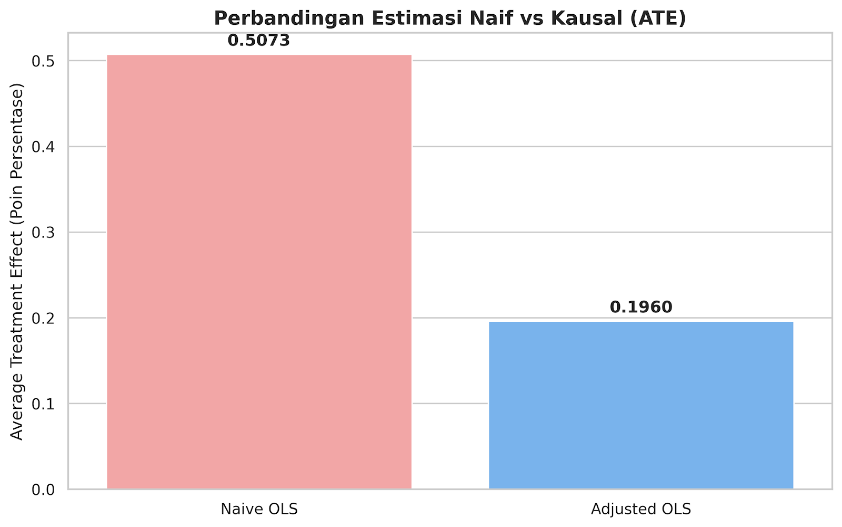 Perbandingan Estimasi Naif vs Kausal (ATE)
Average Treatment Effect (Poin Persentase)
0.5
0.4
0.3
0.2
0.1
0.0
0.5073
0.1960
Naive OLS
Adjusted OLS